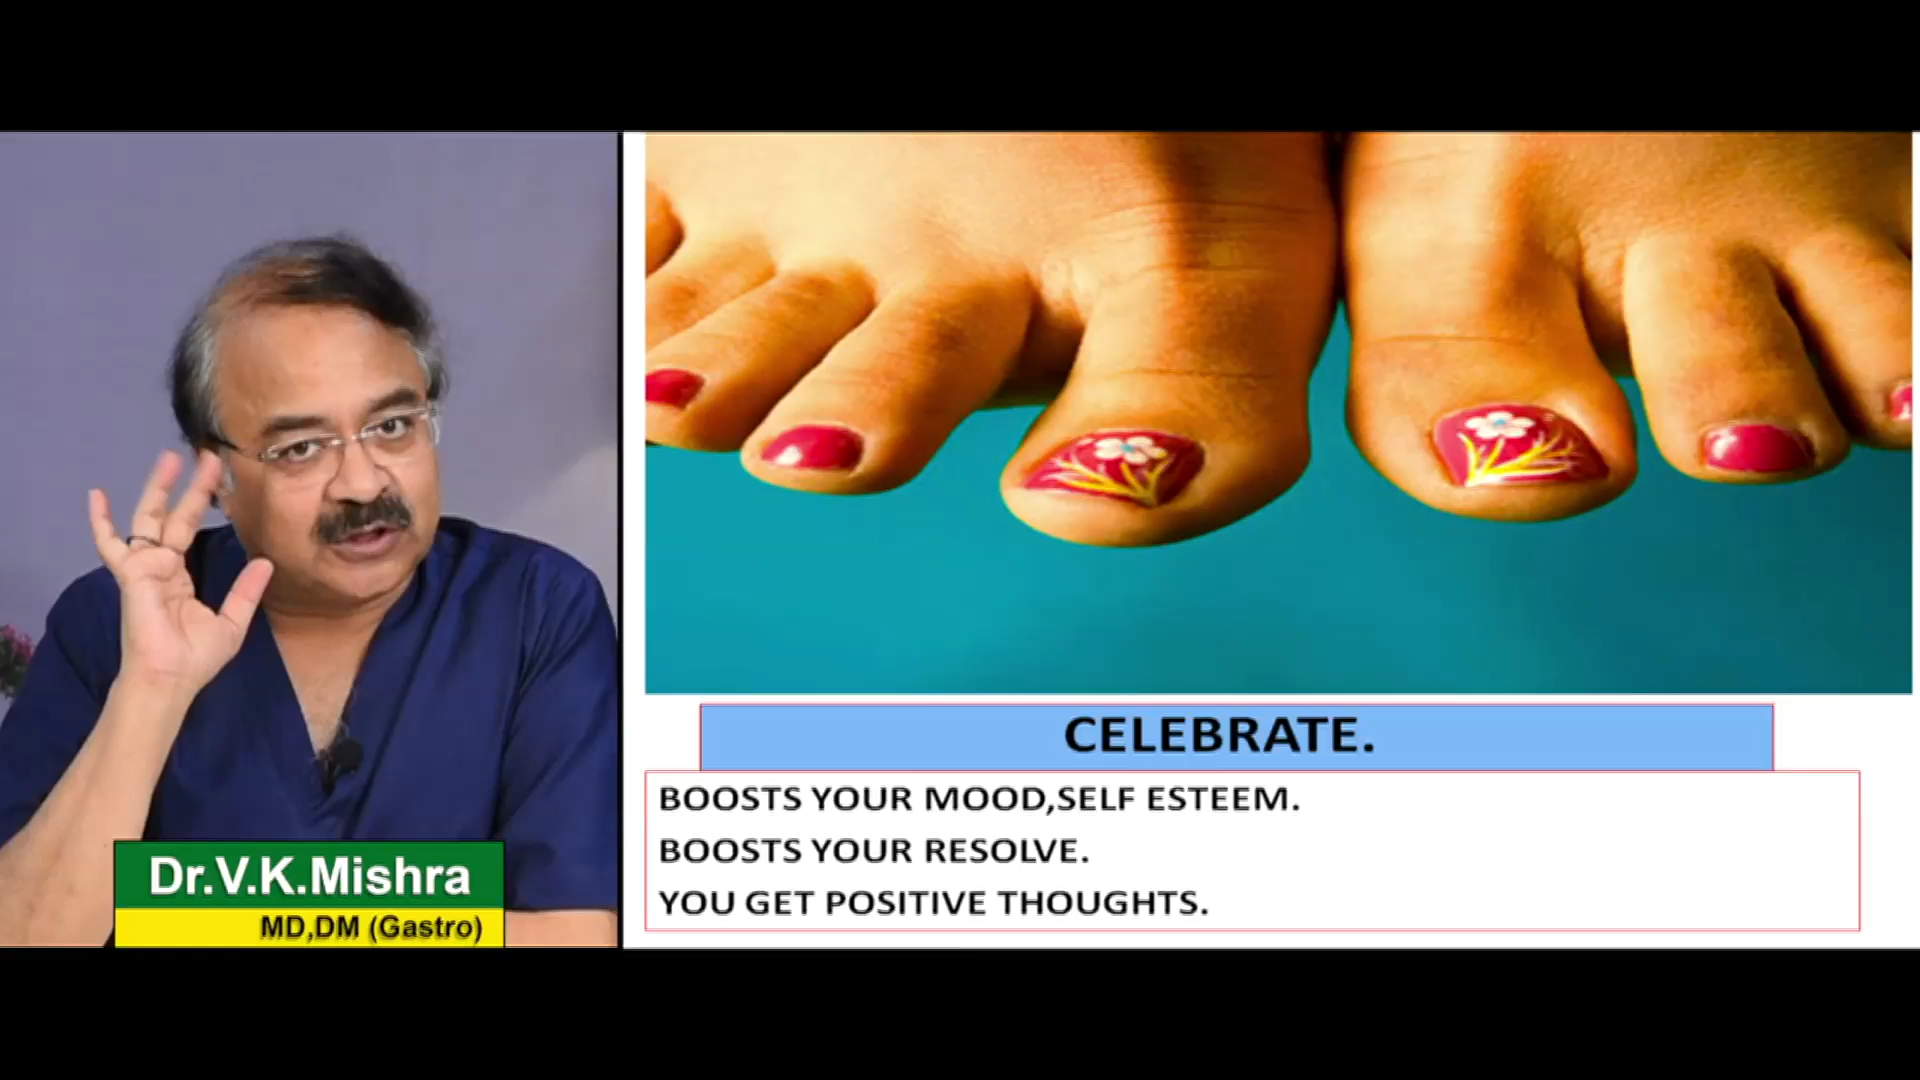 Dr.V.K.Mishra
MD,DM (Gastro)
CELEBRATE.
BOOSTS YOUR MOOD,SELF ESTEEM.
BOOSTS YOUR RESOLVE.
YOU GET POSITIVE THOUGHTS.